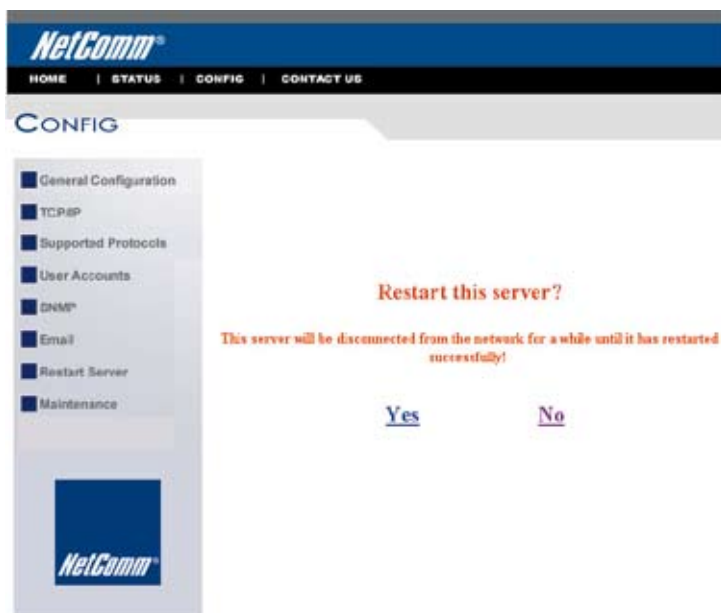 NetComm®
HOME | STATUS | CONFIG | CONTACT US
CONFIG
General Configuration
TCP/IP
Supported Protocols
User Accounts
SNMP
Email
Restart Server
Maintenance
Restart this server?
This server will be disconnected from the network for a while until it has restarted
successfully!
Yes No
NetComm®